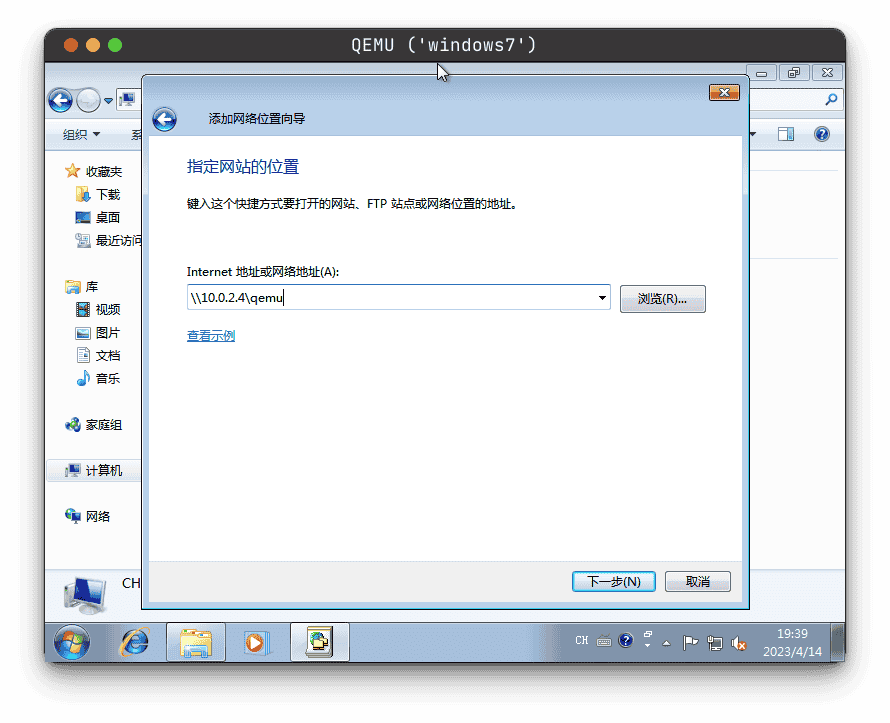 QEMU ('windows7')
添加网络位置向导
组织
指定网站的位置
收藏夹
下载
键入这个快捷方式要打开的网站、FTP 站点或网络位置的地址。
桌面
最近访问
Internet 地址或网络地址(A):
库
\\10.0.2.4\qemu
浏览(R)...
视频
图片
查看示例
文档
音乐
家庭组
计算机
网络
CH
下一步(N)
取消
CH
19:39
2023/4/14